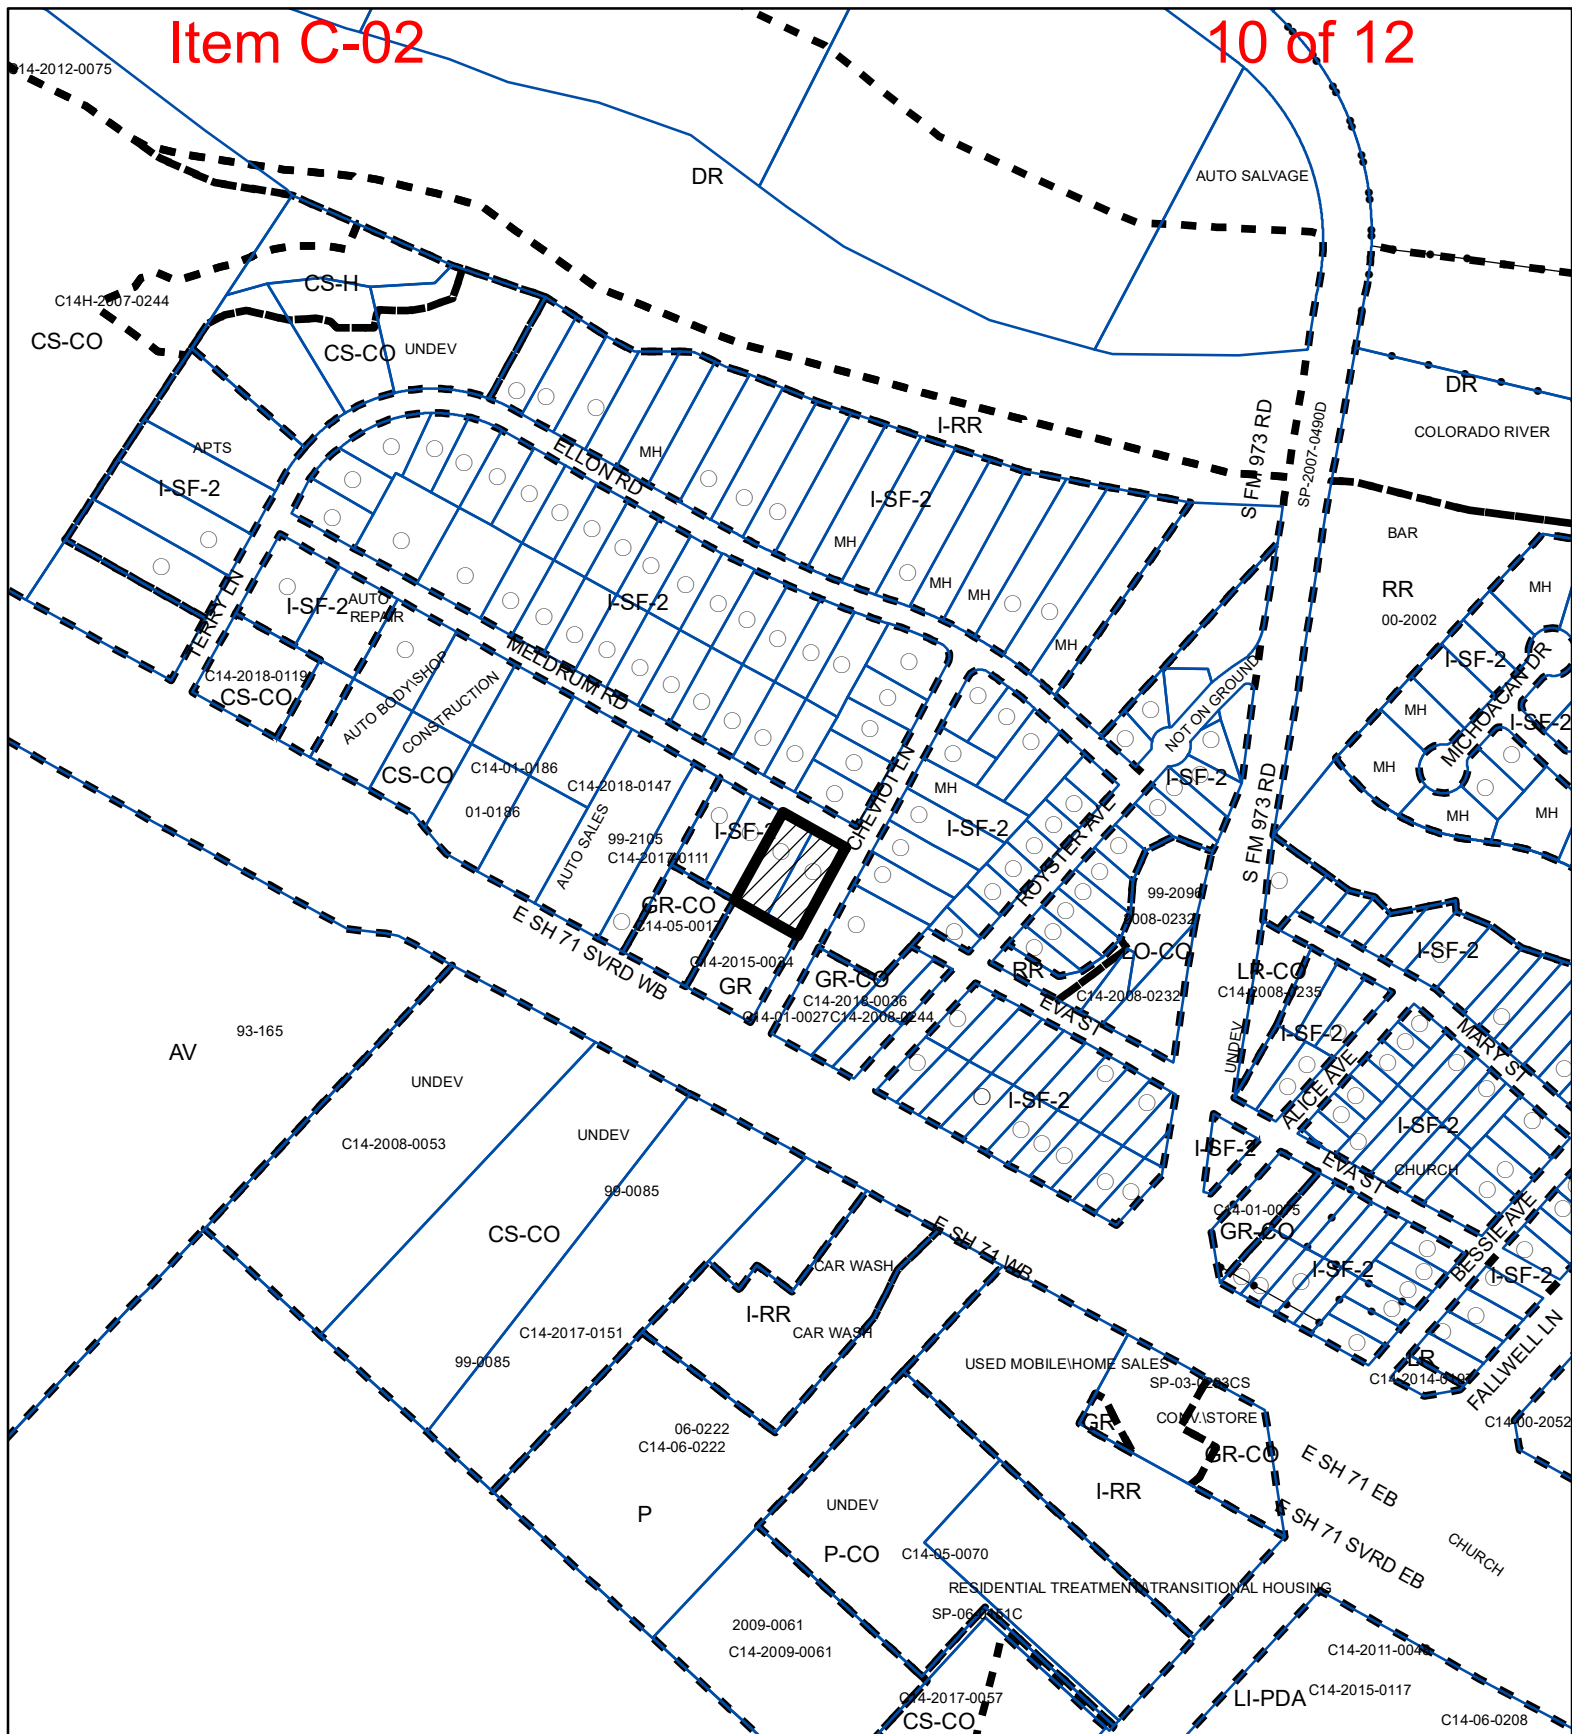 Item C-02
10 of 12
C14-2012-0075
DR
AUTO SALVAGE
CS-H
C14H-2007-0244
CS-CO
CS-CO
UNDEV
DR
COLORADO RIVER
I-RR
S FM 973 RD
SP-2007-0490D
APTS
I-SF-2
ELLON RD
MH
I-SF-2
MH
BAR
RR
00-2002
MH
MH
MH
MH
I-SF-2
MICHOACAN DR
I-SF-2
MH
MH
MH
MH
TERRY LN
I-SF-2
AUTO
REPAIR
I-SF-2
MELDRUM RD
C14-2018-0119
CS-CO
AUTO BODY\SHOP
CONSTRUCTION
CS-CO
C14-01-0186
01-0186
C14-2018-0147
AUTO SALES
99-2105
C14-2017-0111
I-SF-2
CHEVIOT LN
MH
I-SF-2
NOT ON GROUND
I-SF-2
ROYSTER AVE
S FM 973 RD
GR-CO
C14-05-0017
E SH 71 SVRD WB
C14-2015-0034
GR
GR-CO
C14-2018-0036
C14-01-0027
C14-2008-0244
RR
99-2096
2008-0232
LO-CO
C14-2008-0232
EVA ST
LR-CO
C14-2008-0235
I-SF-2
UNDEV
I-SF-2
ALICE AVE
MARY ST
I-SF-2
I-SF-2
I-SF-2
EVA ST
CHURCH
93-165
AV
UNDEV
C14-2008-0053
UNDEV
99-0085
CS-CO
E SH 71 WB
CAR WASH
I-RR
CAR WASH
C14-2017-0151
99-0085
C14-01-0075
GR-CO
I-SF-2
BESSIE AVE
I-SF-2
FALLWELL LN
LR
C14-2014-0197
C14-00-2052
USED MOBILE\HOME SALES
SP-03-0293CS
GR
CONV.\STORE
GR-CO
I-RR
E SH 71 EB
E SH 71 SVRD EB
CHURCH
06-0222
C14-06-0222
P
UNDEV
P-CO
C14-05-0070
RESIDENTIAL TREATMENT\TRANSITIONAL HOUSING
2009-0061
C14-2009-0061
C14-2017-0057
CS-CO
LI-PDA
C14-2015-0117
C14-06-0208